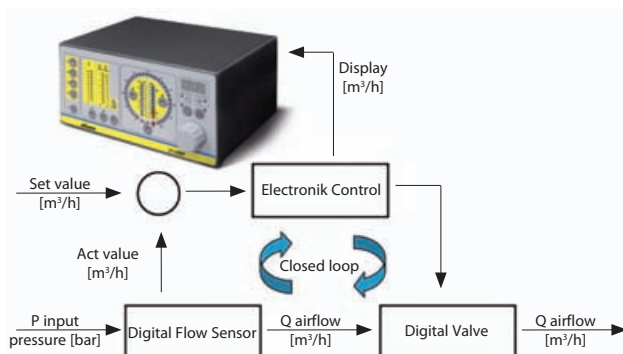 Display
[m³/h]
Set value
[m³/h]
Electronik Control
Act value
[m³/h]
Closed loop
P input
pressure [bar]
Digital Flow Sensor
Q airflow
[m³/h]
Digital Valve
Q airflow
[m³/h]